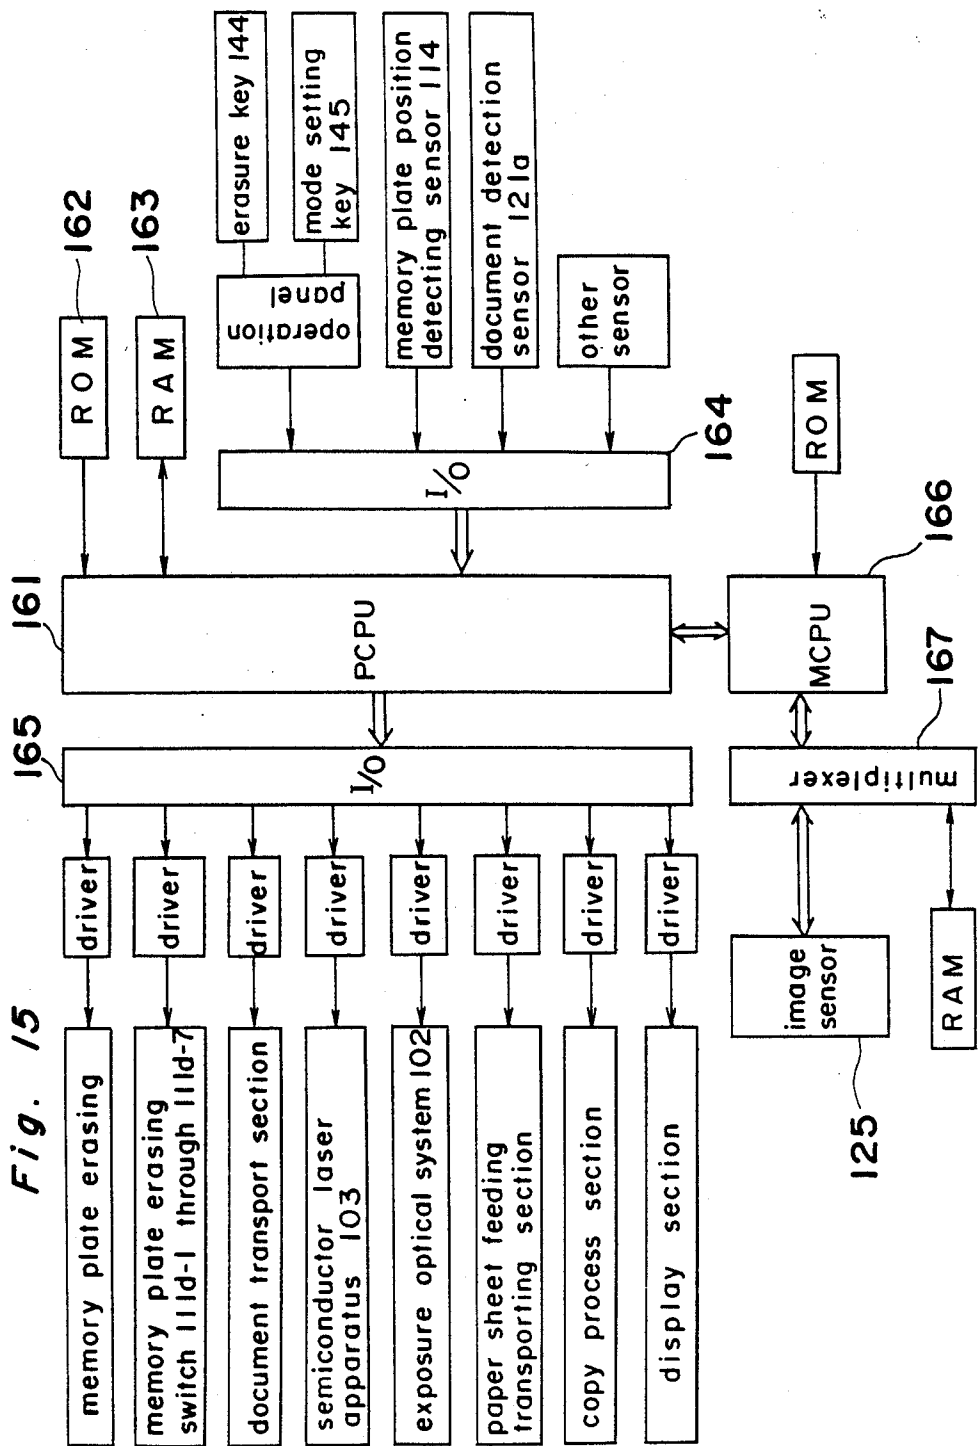 Fig. 15
memory plate erasing
driver
memory plate erasing
switch 111d-1 through 111d-7
driver
document transport section
driver
semiconductor laser
apparatus 103
driver
exposure optical system 102
driver
paper sheet feeding
transporting section
driver
copy process section
driver
display section
driver
165
I/O
161
PCPU
ROM
162
RAM
163
I/O
164
operation
panel
erasure key 144
mode setting
key 145
memory plate position
detecting sensor 114
document detection
sensor 121a
other
sensor
image
sensor
125
RAM
multiplexer
167
MCPU
166
ROM